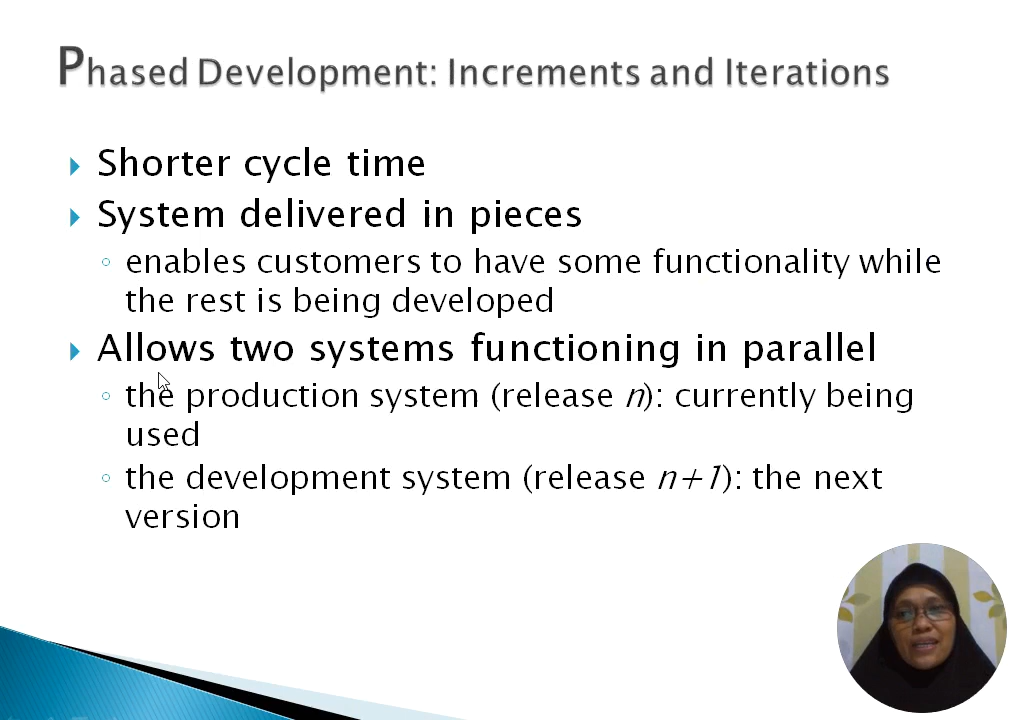 Phased Development: Increments and Iterations
Shorter cycle time
System delivered in pieces
enables customers to have some functionality while
the rest is being developed
Allows two systems functioning in parallel
the production system (release n): currently being
used
the development system (release n+1): the next
version